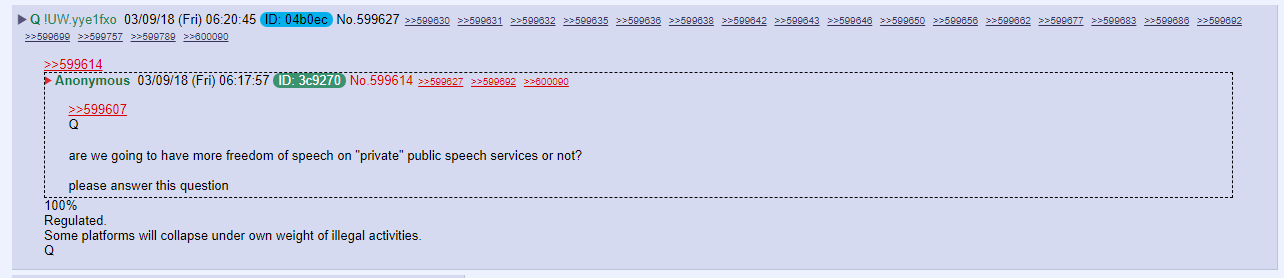 ▶ Q !UW.yye1fxo 03/09/18 (Fri) 06:20:45 ID: 04b0ec No.599627 >>599630 >>599631 >>599632 >>599635 >>599636 >>599638 >>599642 >>599643 >>599646 >>599650 >>599656 >>599662 >>599677 >>599683 >>599686 >>599692
>>599699 >>599757 >>599789 >>600090
>>599614
▶ Anonymous 03/09/18 (Fri) 06:17:57 ID: 3c9270 No.599614 >>599627 >>599692 >>600090
>>599607
Q
are we going to have more freedom of speech on "private" public speech services or not?
please answer this question
100%
Regulated.
Some platforms will collapse under own weight of illegal activities.
Q